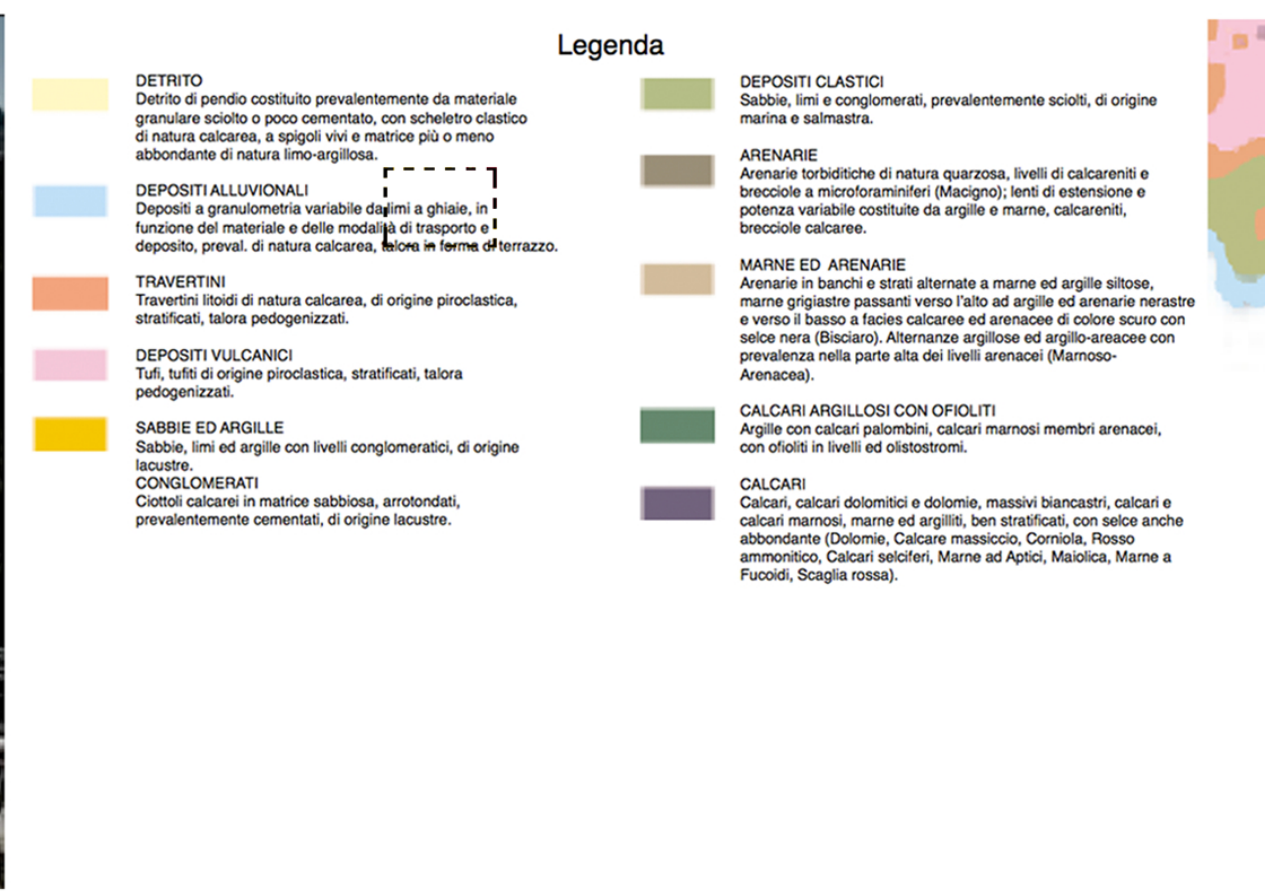 Legenda
DETRITO
Detrito di pendio costituito prevalentemente da materiale
granulare sciolto o poco cementato, con scheletro clastico
di natura calcarea, a spigoli vivi e matrice più o meno
abbondante di natura limo-argillosa.
DEPOSITI ALLUVIONALI
Depositi a granulometria variabile da limi a ghiaie, in
funzione del materiale e delle modalità di trasporto e
deposito, preval. di natura calcarea, talora in forma di terrazzo.
TRAVERTINI
Travertini litoidi di natura calcarea, di origine piroclastica,
stratificati, talora pedogenizzati.
DEPOSITI VULCANICI
Tufi, tufiti di origine piroclastica, stratificati, talora
pedogenizzati.
SABBIE ED ARGILLE
Sabbie, limi ed argille con livelli conglomeratici, di origine
lacustre.
CONGLOMERATI
Ciottoli calcarei in matrice sabbiosa, arrotondati,
prevalentemente cementati, di origine lacustre.
DEPOSITI CLASTICI
Sabbie, limi e conglomerati, prevalentemente sciolti, di origine
marina e salmastra.
ARENARIE
Arenarie torbiditiche di natura quarzosa, livelli di calcareniti e
brecciole a microforaminiferi (Macigno); lenti di estensione e
potenza variabile costituite da argille e marne, calcareniti,
brecciole calcaree.
MARNE ED ARENARIE
Arenarie in banchi e strati alternate a marne ed argille siltose,
marne grigiastre passanti verso l'alto ad argille ed arenarie nerastre
e verso il basso a facies calcaree ed arenacee di colore scuro con
selce nera (Bisciaro). Alternanze argillose ed argillo-areacee con
prevalenza nella parte alta dei livelli arenacei (Marnoso-
Arenacea).
CALCARI ARGILLOSI CON OFIOLITI
Argille con calcari palombini, calcari marnosi membri arenacei,
con ofioliti in livelli ed olistostromi.
CALCARI
Calcari, calcari dolomitici e dolomie, massivi biancastri, calcari e
calcari marnosi, marne ed argilliti, ben stratificati, con selce anche
abbondante (Dolomie, Calcare massiccio, Corniola, Rosso
ammonitico, Calcari selciferi, Marne ad Aptici, Maiolica, Marne a
Fucoidi, Scaglia rossa).